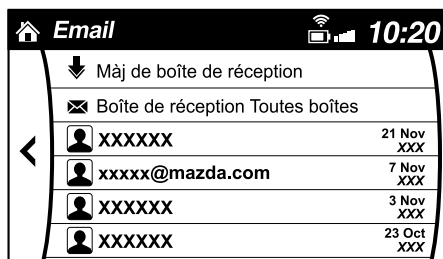 Email 10:20
Màj de boîte de réception
Boîte de réception Toutes boîtes
XXXXXX 21 Nov
XXX
xxxxx@mazda.com 7 Nov
XXX
XXXXXX 3 Nov
XXX
XXXXXX 23 Oct
XXX